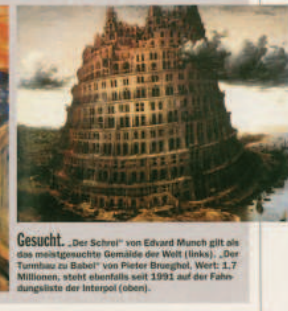 Gesucht. „Der Schrei“ von Edvard Munch gilt als
das meistgesuchte Gemälde der Welt (links). „Der
Turmbau zu Babel“ von Pieter Brueghel, Wert: 1,7
Millionen, steht ebenfalls seit 1991 auf der Fahn-
dungsliste der Interpol (oben).